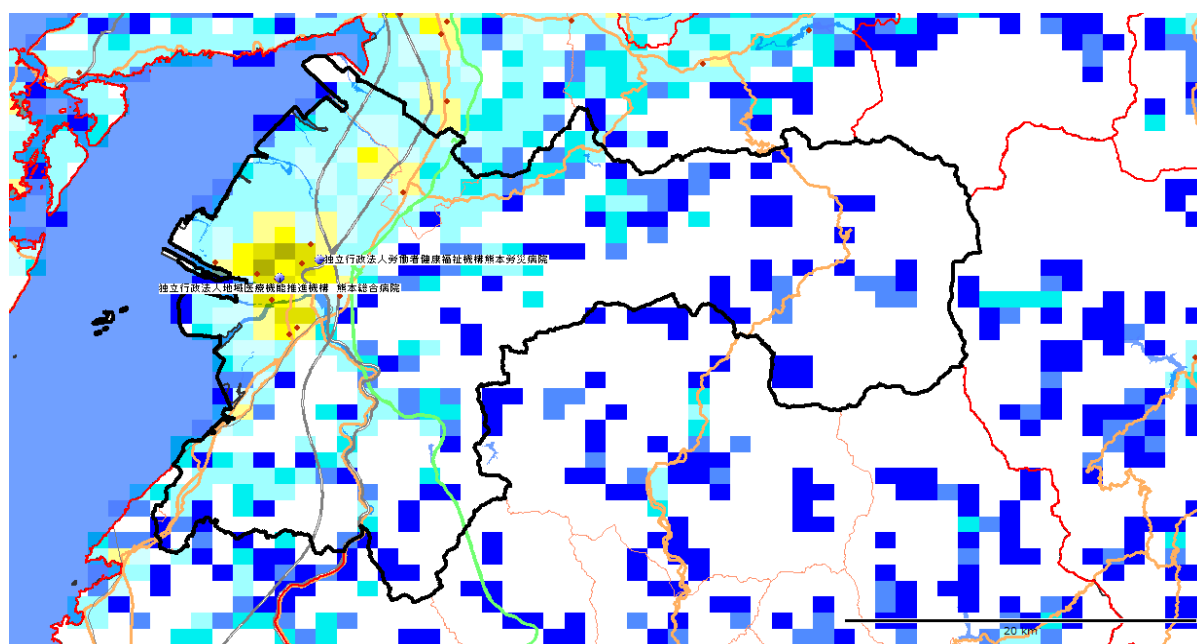 独立行政法人労働者健康福祉機構熊本労災病院
独立行政法人地域医療機能推進機構　熊本総合病院
20 km